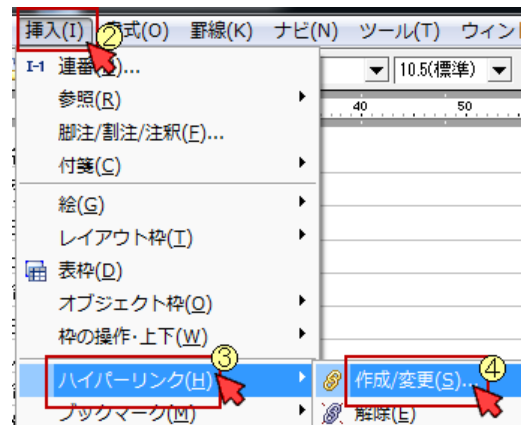 挿入(I) ② 書式(O) 罫線(K) ナビ(N) ツール(T) ウィント
I-1 連番(B)...
10.5(標準)
参照(R)
40 50
脚注/割注/注釈(F)...
付箋(C)
絵(G)
レイアウト枠(T)
表枠(D)
オブジェクト枠(O)
枠の操作･上下(W)
③
ハイパーリンク(H)
作成/変更(S)... ④
ブックマーク(M)
解除(E)